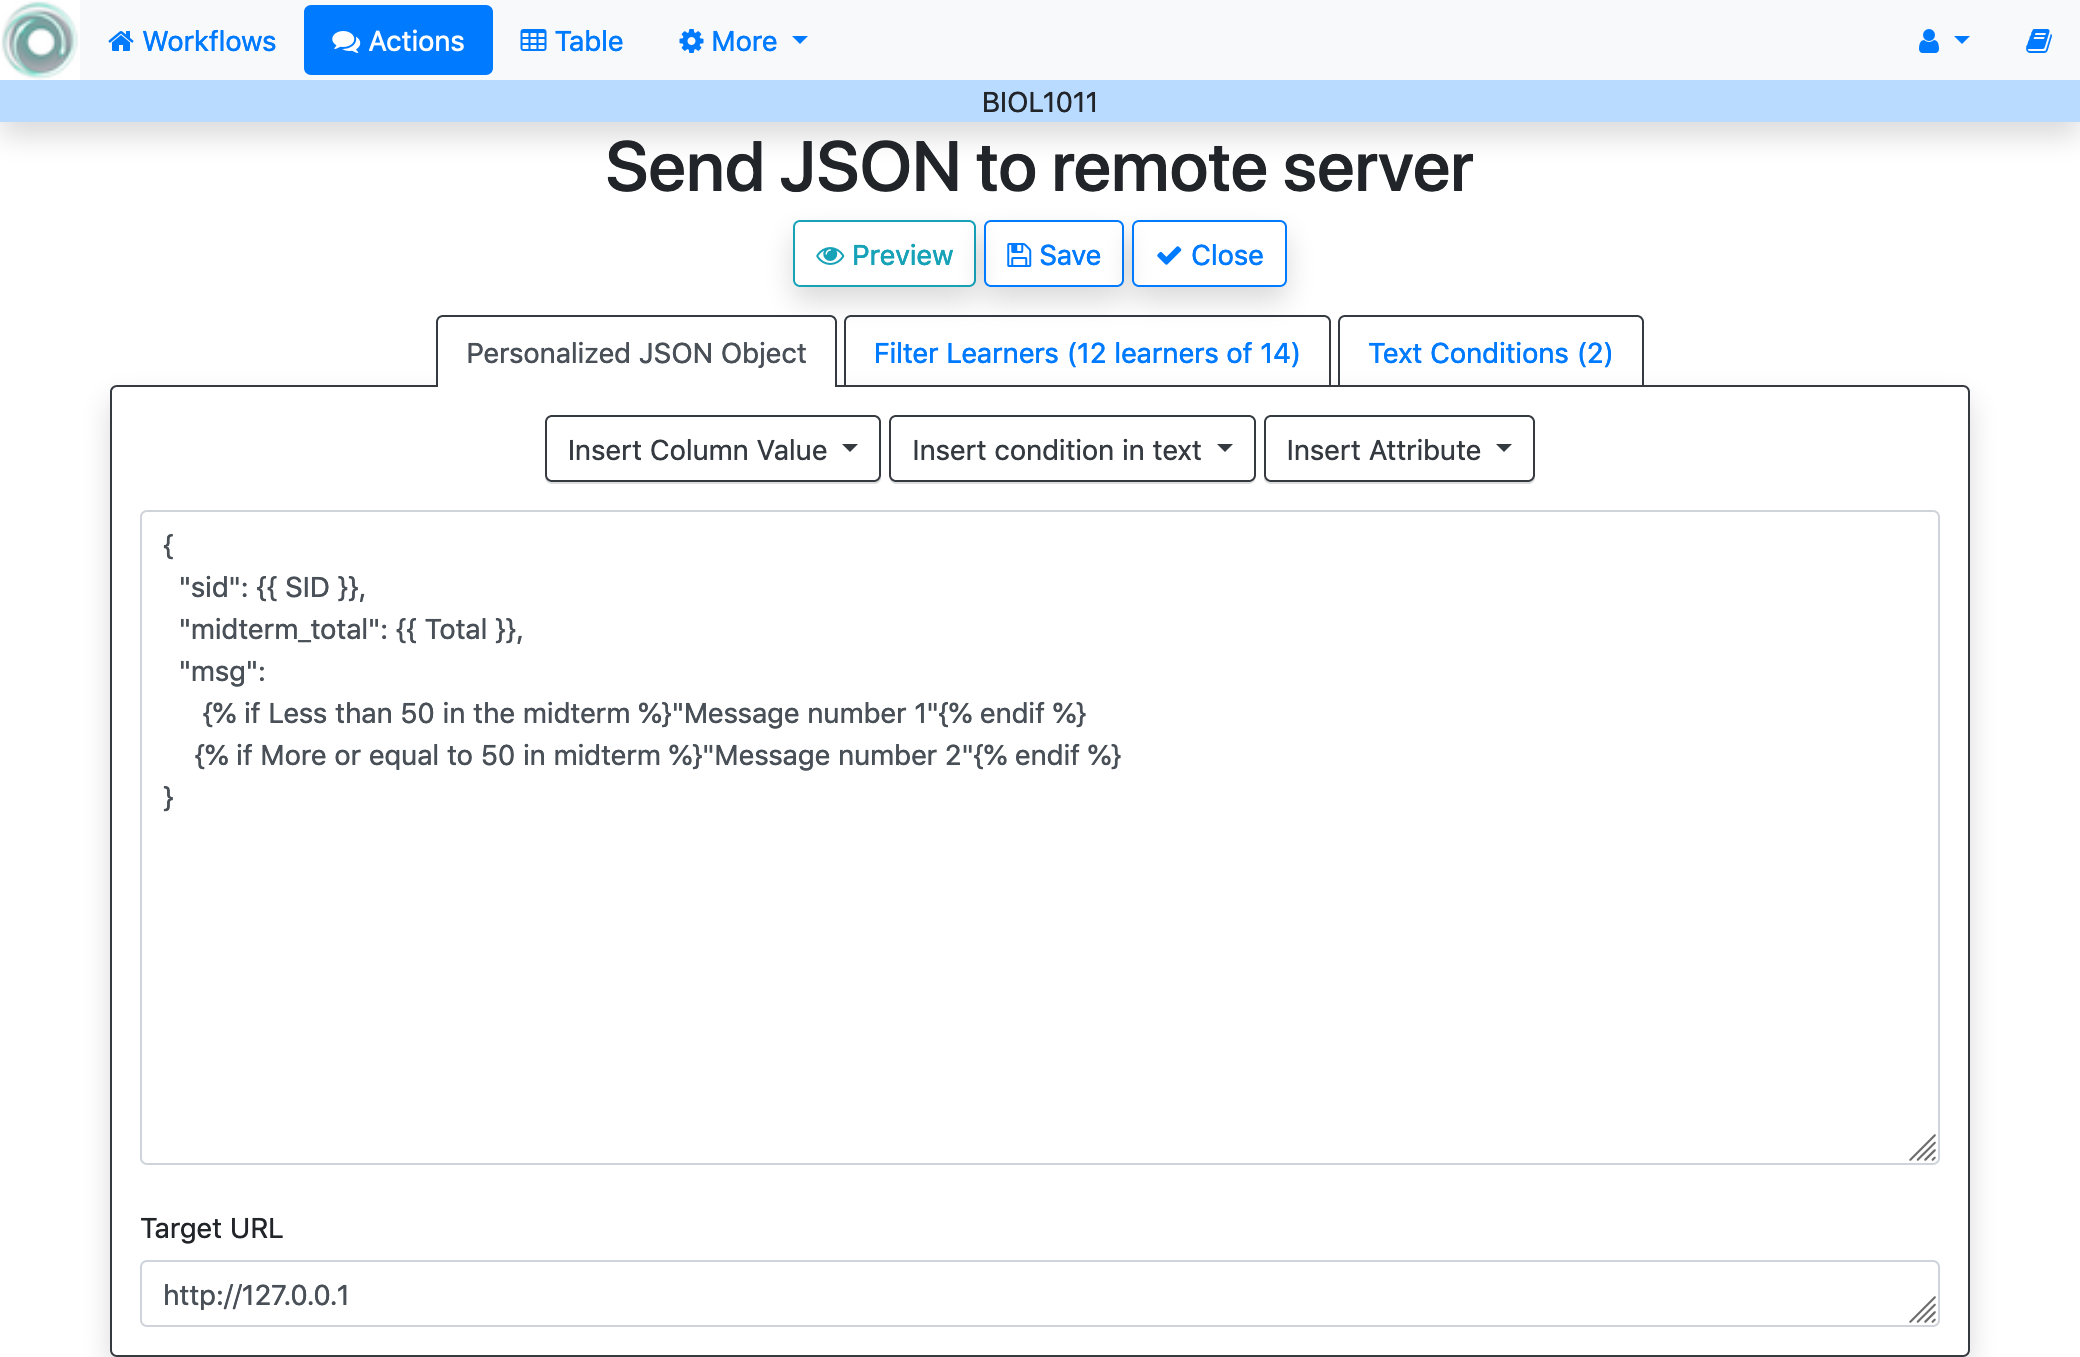 Workflows Actions Table More
BIOL1011
Send JSON to remote server
Preview Save Close
Personalized JSON Object Filter Learners (12 learners of 14) Text Conditions (2)
Insert Column Value Insert condition in text Insert Attribute
{
"sid": {{ SID }},
"midterm_total": {{ Total }},
"msg":
{% if Less than 50 in the midterm %}"Message number 1"{% endif %}
{% if More or equal to 50 in midterm %}"Message number 2"{% endif %}
}
Target URL
http://127.0.0.1